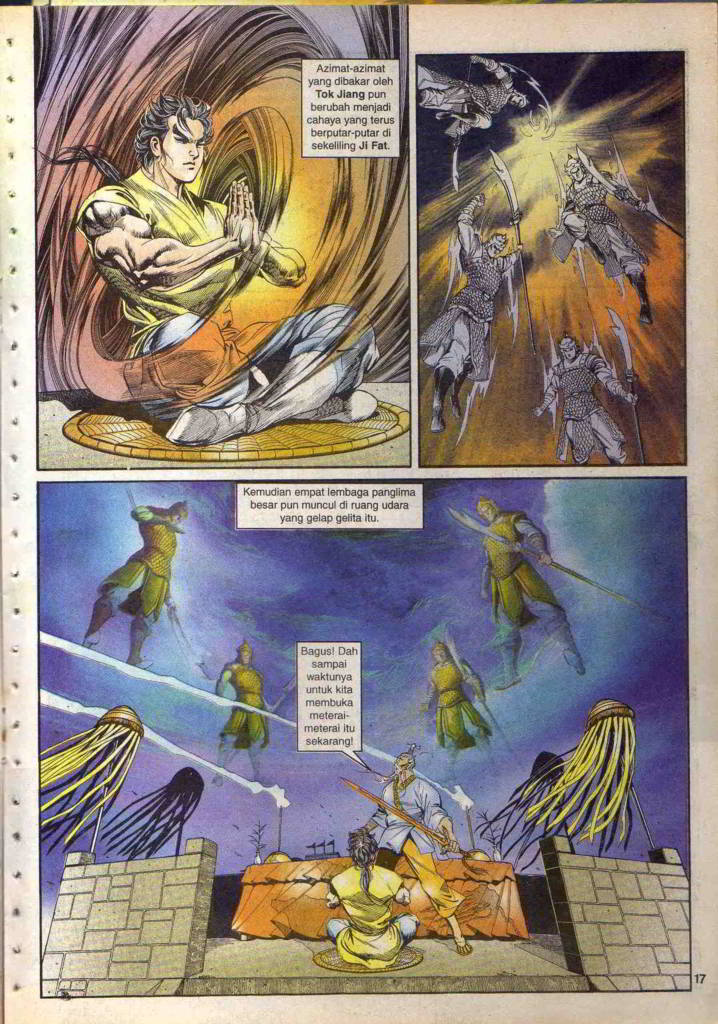 Azimat-azimat
yang dibakar oleh
Tok Jiang pun
berubah menjadi
cahaya yang terus
berputar-putar di
sekeliling Ji Fat.
Kemudian empat lembaga panglima
besar pun muncul di ruang udara
yang gelap gelita itu.
Bagus! Dah
sampai
waktunya
untuk kita
membuka
meterai-
meterai itu
sekarang!
17